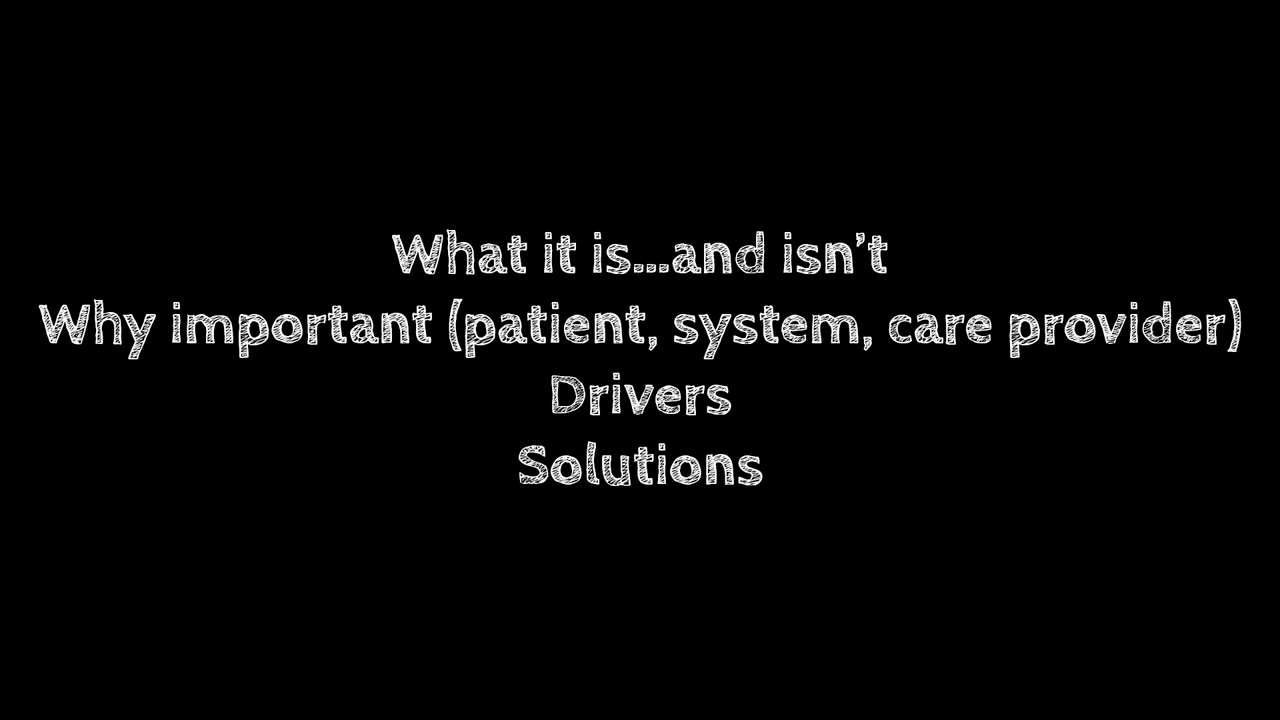 What it is...and isn’t
Why important (patient, system, care provider)
Drivers
Solutions